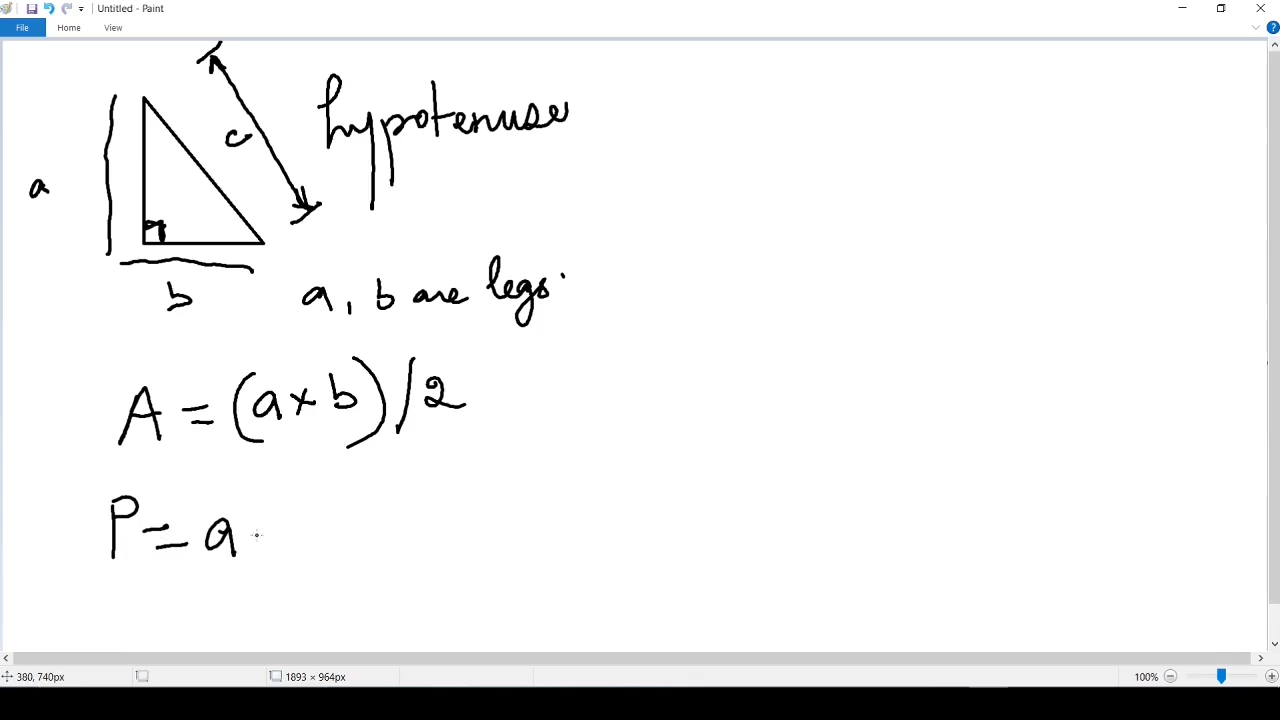 Untitled - Paint
File Home View
c hypotenuse
a
b a, b are legs.
A = (a × b) / 2
P = a
380, 740px 1893 × 964px 100%